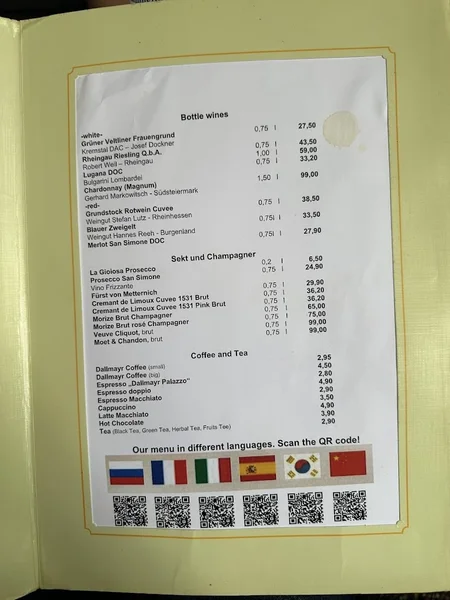 Bottle wines
-white-
Grüner Veltliner Frauengrund 0,75 l 27,50
Kremstal DAC – Josef Dockner
Rheingau Riesling Q.b.A. 0,75 l 43,50
Robert Weil – Rheingau 1,00 l 59,00
Lugana DOC 0,75 l 33,20
Bulgarini Lombardei
Chardonnay (Magnum) 1,50 l 99,00
Gerhard Markowitsch - Südsteiermark
-red-
Grundstock Rotwein Cuvee 0,75 l 38,50
Weingut Stefan Lutz - Rheinhessen
Blauer Zweigelt 0,75l l 33,50
Weingut Hannes Reeh - Burgenland
Merlot San Simone DOC 0,75l l 27,90
Sekt und Champagner
La Gioiosa Prosecco 0,2 l 6,50
Prosecco San Simone 0,75 l 24,90
Vino Frizzante
Fürst von Metternich 0,75 l 29,90
Cremant de Limoux Cuvee 1531 Brut 0,75 l 36,20
Cremant de Limoux Cuvee 1531 Pink Brut 0,75 l 36,20
Morize Brut Champagner 0,75 l 65,00
Morize Brut rosé Champagner 0,75 l 75,00
Veuve Cliquot, brut 0,75 l 99,00
Moet & Chandon, brut 0,75 l 99,00
Coffee and Tea
Dallmayr Coffee (small) 2,95
Dallmayr Coffee (big) 4,50
Espresso „Dallmayr Palazzo" 2,80
Espresso doppio 4,90
Espresso Macchiato 2,90
Cappuccino 3,50
Latte Macchiato 4,90
Hot Chocolate 3,90
Tea (Black Tea, Green Tea, Herbal Tea, Fruits Tee) 2,90
Our menu in different languages. Scan the QR code!